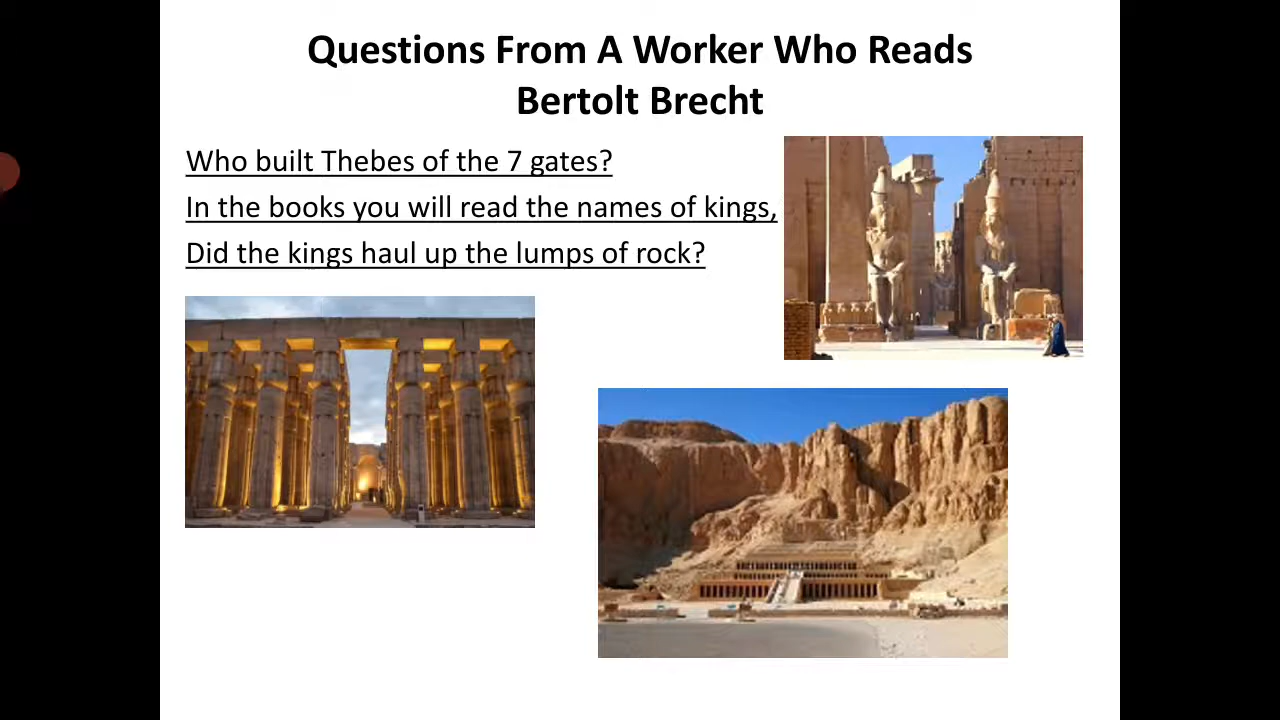 Questions From A Worker Who Reads
Bertolt Brecht
Who built Thebes of the 7 gates?
In the books you will read the names of kings,
Did the kings haul up the lumps of rock?